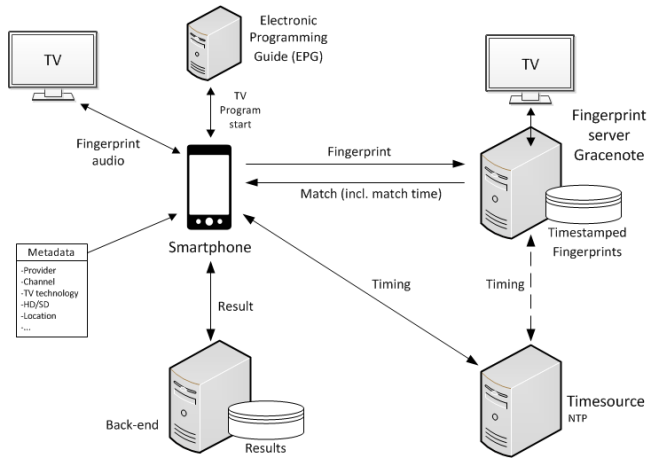 Electronic
Programming
Guide (EPG)
TV
TV
TV
Program
start
Fingerprint
audio
Fingerprint
Match (incl. match time)
Fingerprint
server
Gracenote
Timestamped
Fingerprints
Smartphone
Metadata
-Provider
-Channel
-TV technology
-HD/SD
-Location
-...
Result
Timing
Timing
Back-end
Results
Timesource
NTP